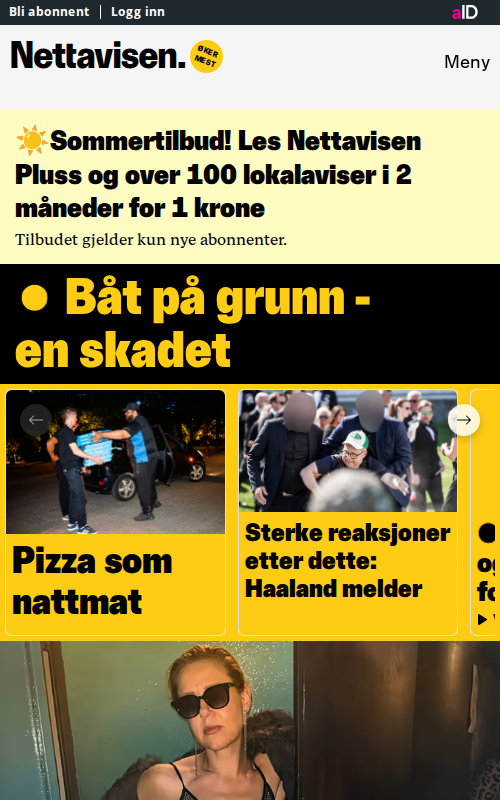 Bli abonnent
Logg inn
aID
Nettavisen.
ØKER
MEST
Meny
Sommertilbud! Les Nettavisen
Pluss og over 100 lokalaviser i 2
måneder for 1 krone
Tilbudet gjelder kun nye abonnenter.
Båt på grunn -
en skadet
Pizza som
nattmat
Sterke reaksjoner
etter dette:
Haaland melder